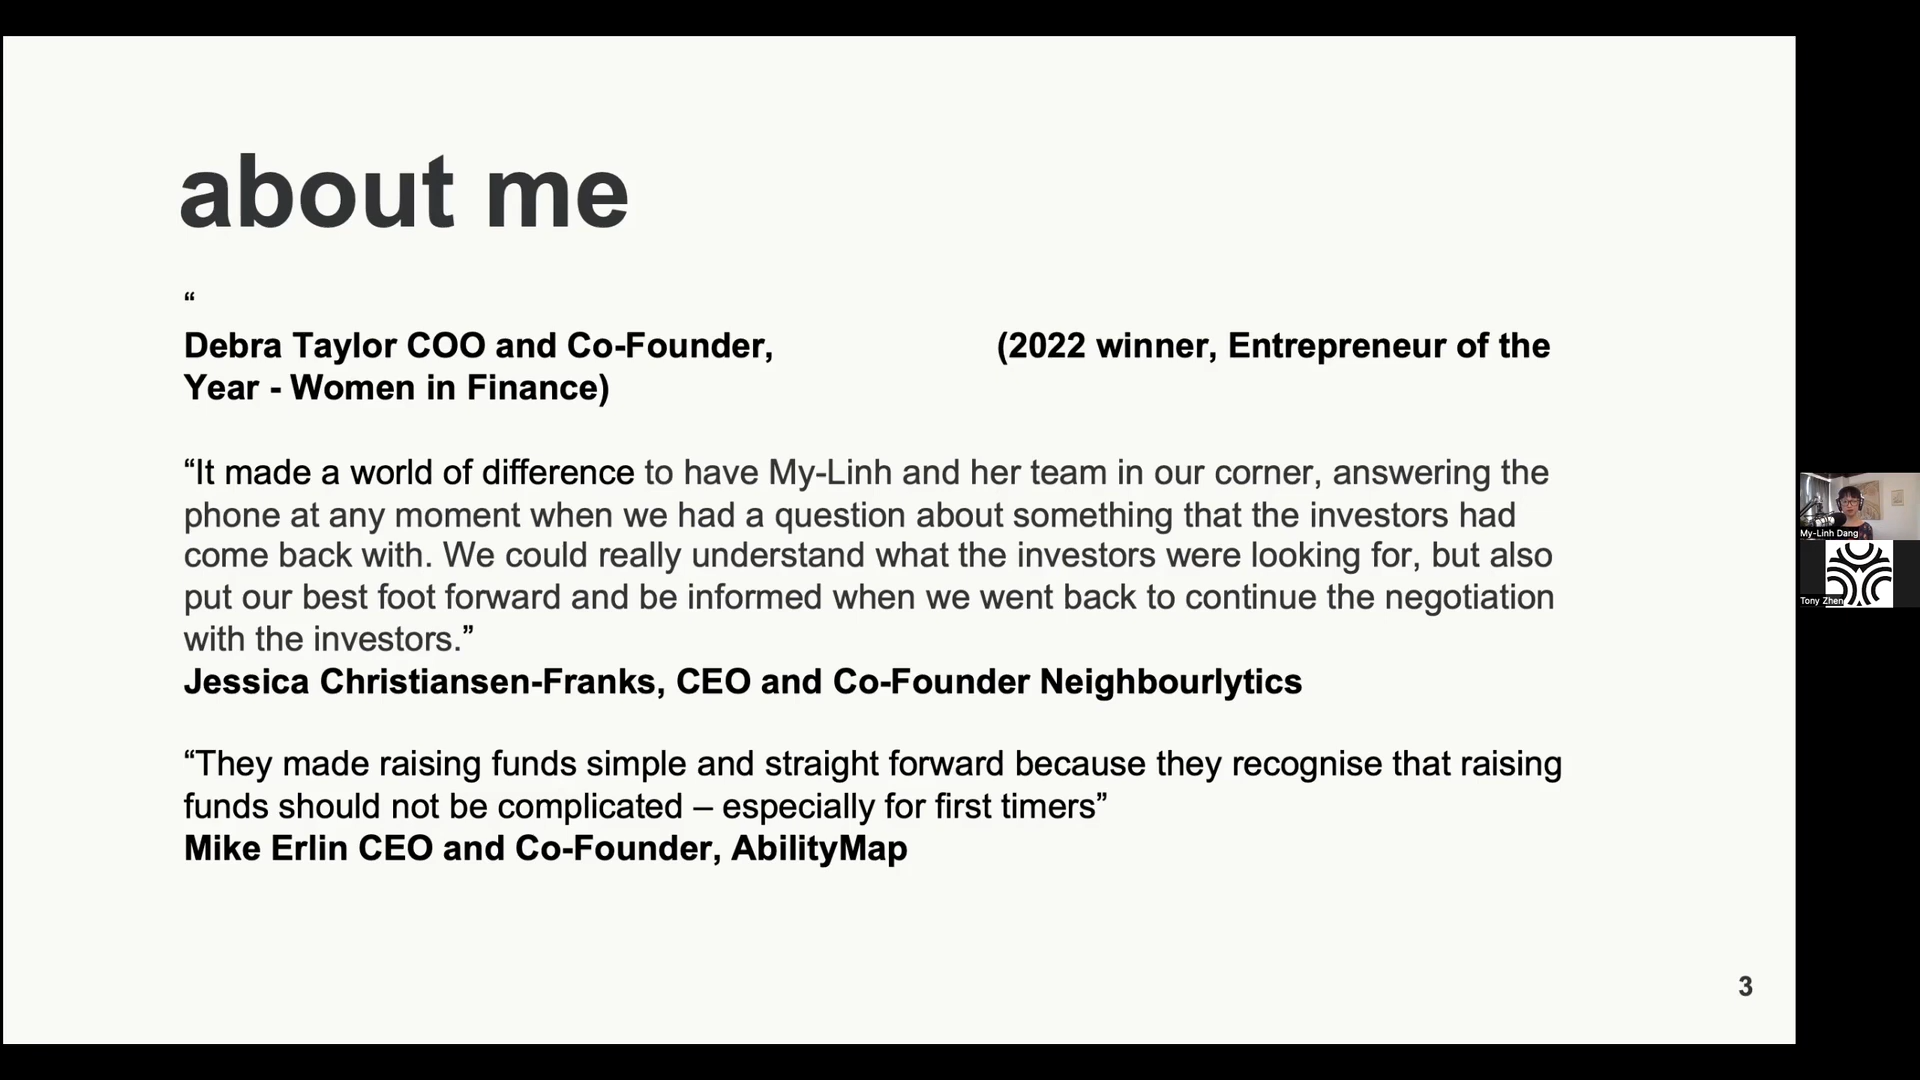 about me
“
Debra Taylor COO and Co-Founder, (2022 winner, Entrepreneur of the
Year - Women in Finance)
“It made a world of difference to have My-Linh and her team in our corner, answering the
phone at any moment when we had a question about something that the investors had
come back with. We could really understand what the investors were looking for, but also
put our best foot forward and be informed when we went back to continue the negotiation
with the investors.”
Jessica Christiansen-Franks, CEO and Co-Founder Neighbourlytics
“They made raising funds simple and straight forward because they recognise that raising
funds should not be complicated – especially for first timers”
Mike Erlin CEO and Co-Founder, AbilityMap
3
My-Linh Dang
Tony Zhen